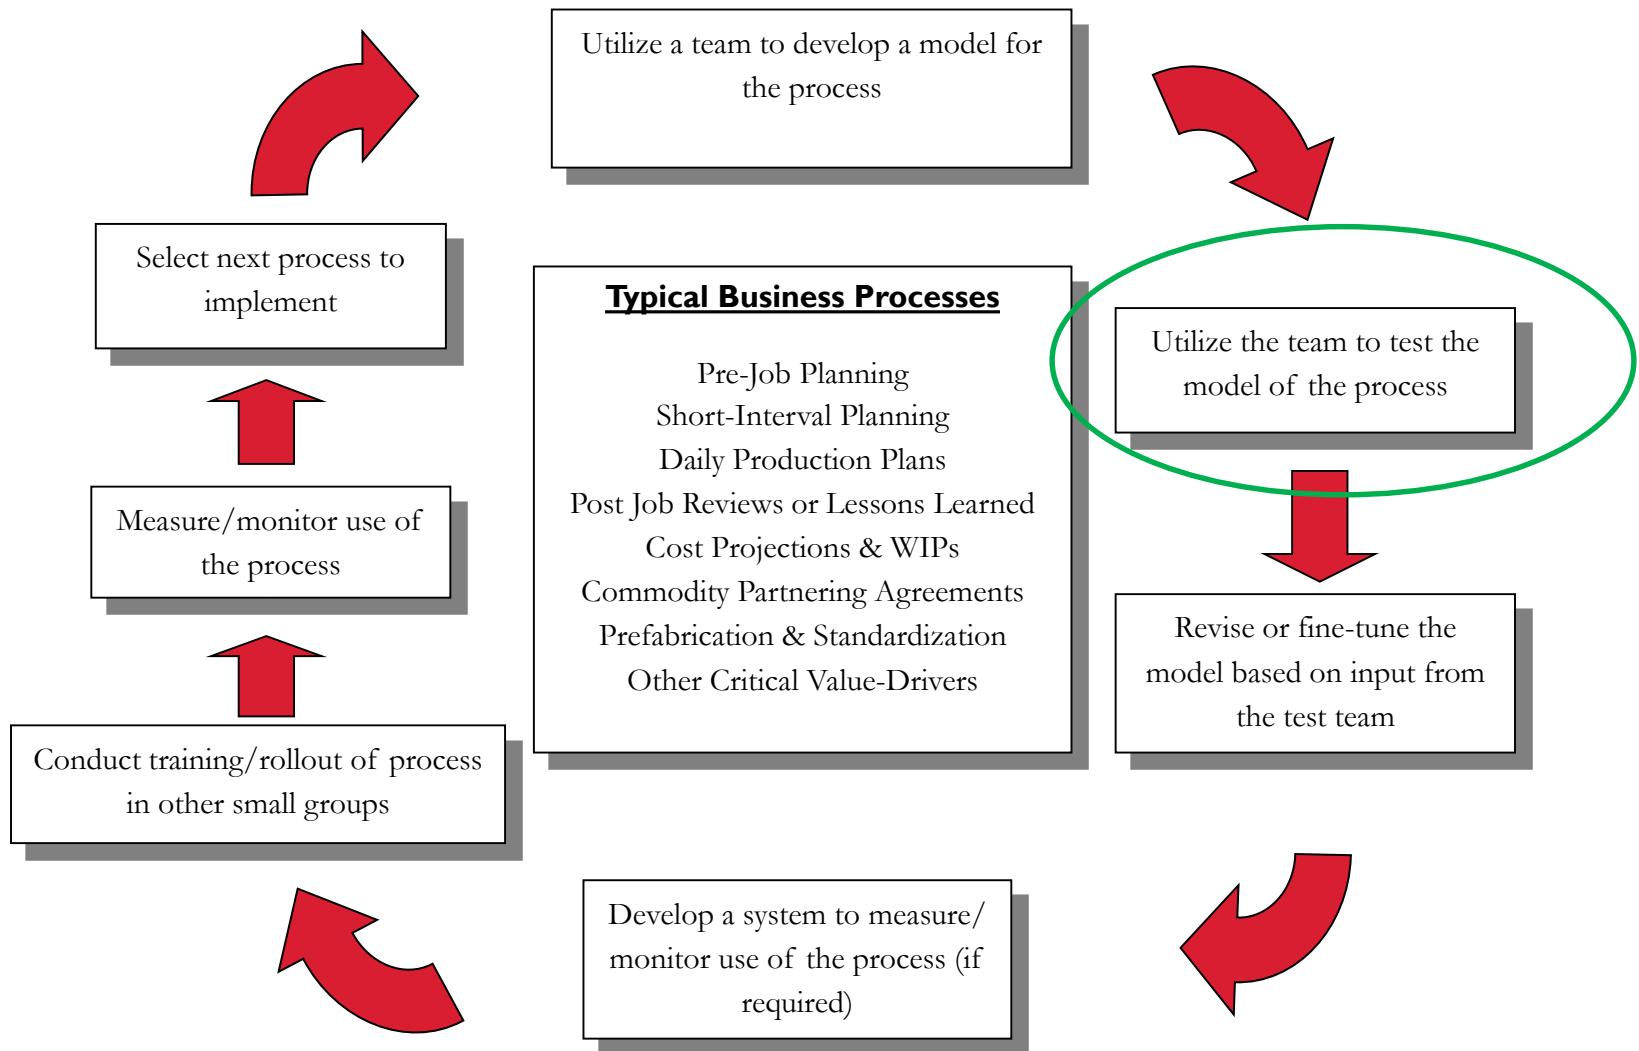 Utilize a team to develop a model for
the process
Utilize the team to test the
model of the process
Revise or fine-tune the
model based on input from
the test team
Develop a system to measure/
monitor use of the process (if
required)
Conduct training/rollout of process
in other small groups
Measure/monitor use of
the process
Select next process to
implement
Typical Business Processes
Pre-Job Planning
Short-Interval Planning
Daily Production Plans
Post Job Reviews or Lessons Learned
Cost Projections & WIPs
Commodity Partnering Agreements
Prefabrication & Standardization
Other Critical Value-Drivers